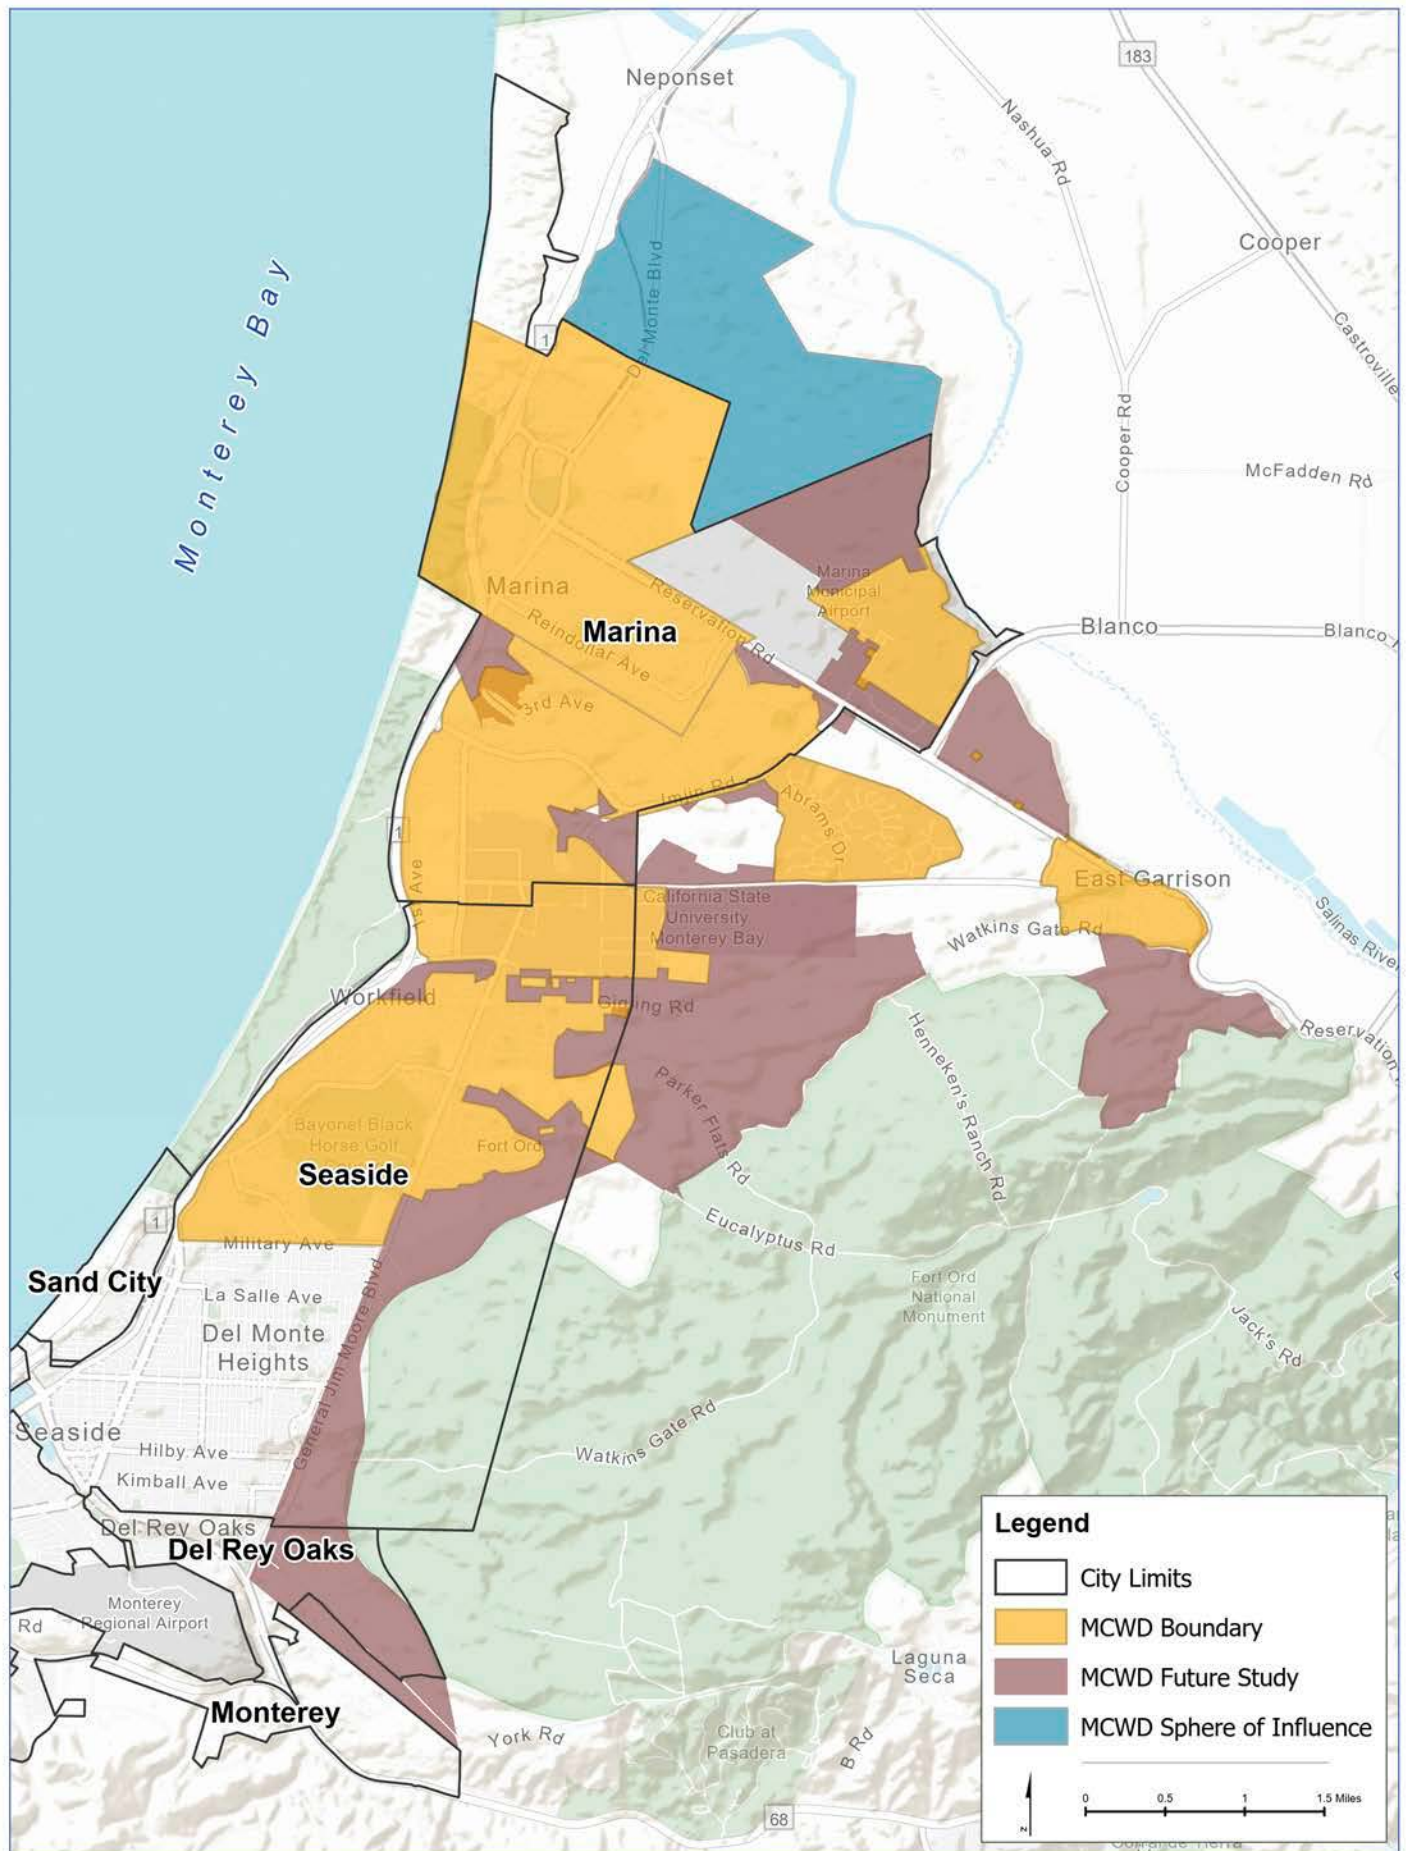 Neponset
183
Nashua Rd
Cooper
Monterey Bay
Del Monte Blvd
1
Castroville
Cooper Rd
McFadden Rd
Marina
Municipal
Airport
Marina
Reservation Rd
Marina
Reindollar Ave
Blanco
Blanco
3rd Ave
Imjin Rd
Abrams Dr
1
1st Ave
East Garrison
California State
University
Monterey Bay
Watkins Gate Rd
Salinas River
Workfield
Gigling Rd
Reservation
Henneken's Ranch Rd
Parker Flats Rd
Bayonet Black
Horse Golf
Fort Ord
Seaside
1
Military Ave
Eucalyptus Rd
Sand City
La Salle Ave
Fort Ord
National
Monument
Del Monte
Heights
Jack's Rd
General Jim Moore Blvd
Seaside
Hilby Ave
Watkins Gate Rd
Kimball Ave
Del Rey Oaks
Del Rey Oaks
Monterey
Regional Airport
Rd
Laguna
Seca
Monterey
York Rd
Club at
Pasadera
B Rd
68
Legend
City Limits
MCWD Boundary
MCWD Future Study
MCWD Sphere of Influence
N
0 0.5 1 1.5 Miles